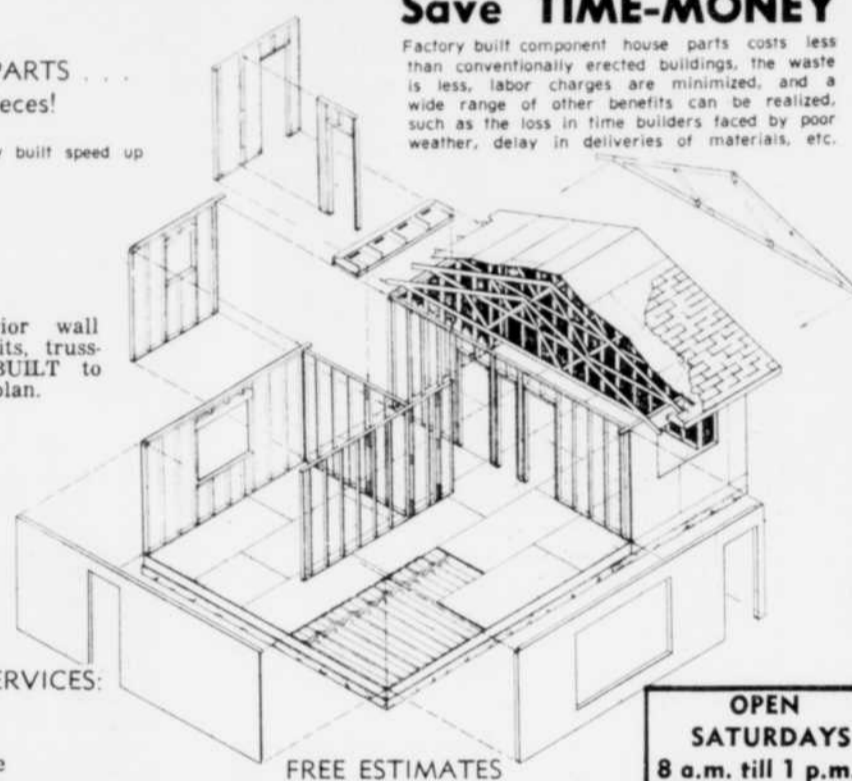 Save TIME-MONEY
Factory built component house parts costs less
than conventionally erected buildings, the waste
is less, labor charges are minimized, and a
wide range of other benefits can be realized,
such as the loss in time builders faced by poor
weather, delay in deliveries of materials, etc.
PARTS . . .
eces!
built speed up
ior wall
its, truss-
BUILT to
plan.
ERVICES:
e
FREE ESTIMATES
OPEN
SATURDAYS
8 a.m. till 1 p.m.